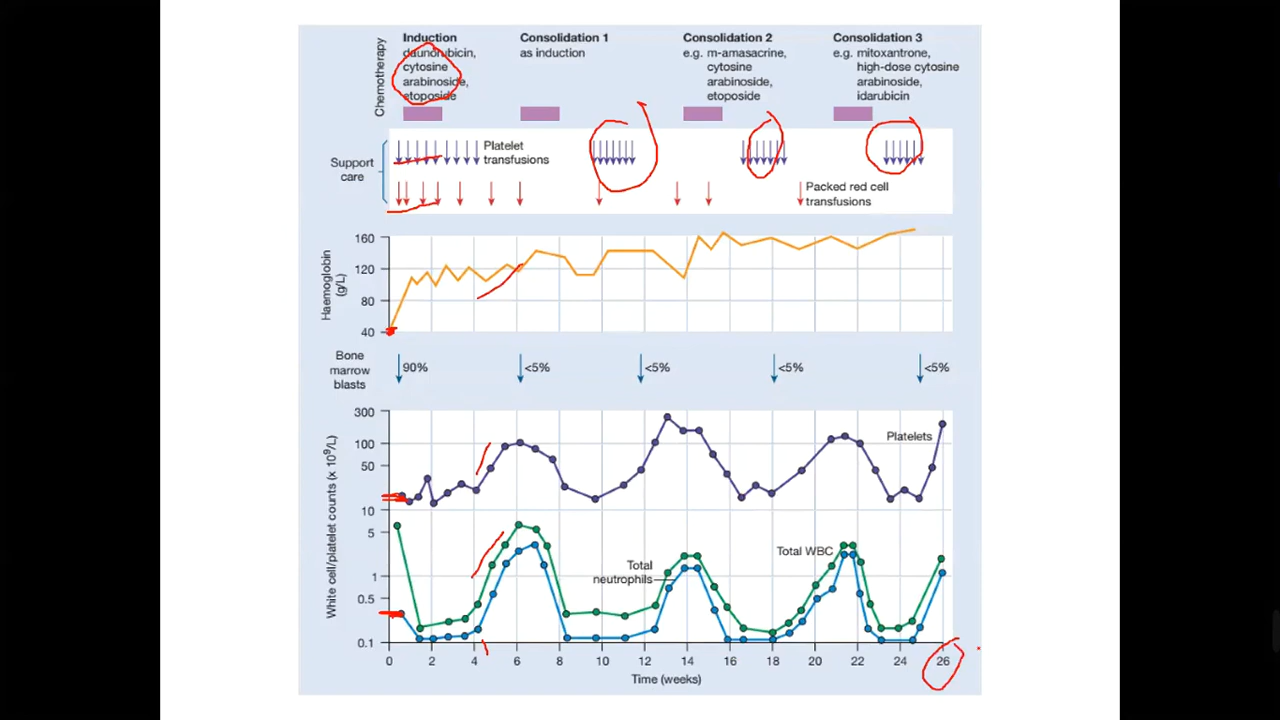 Chemotherapy
Induction
daunorubicin,
cytosine
arabinoside,
etoposide
Consolidation 1
as induction
Consolidation 2
e.g. m-amasacrine,
cytosine
arabinoside,
etoposide
Consolidation 3
e.g. mitoxantrone,
high-dose cytosine
arabinoside,
idarubicin
Support
care
Platelet
transfusions
Packed red cell
transfusions
Haemoglobin
(g/L)
160
120
80
40
Bone
marrow
blasts
90%
<5%
<5%
<5%
<5%
White cell/platelet counts (x 10⁹/L)
300
100
50
10
5
1
0.5
0.1
Platelets
Total WBC
Total
neutrophils
0 2 4 6 8 10 12 14 16 18 20 22 24 26
Time (weeks)